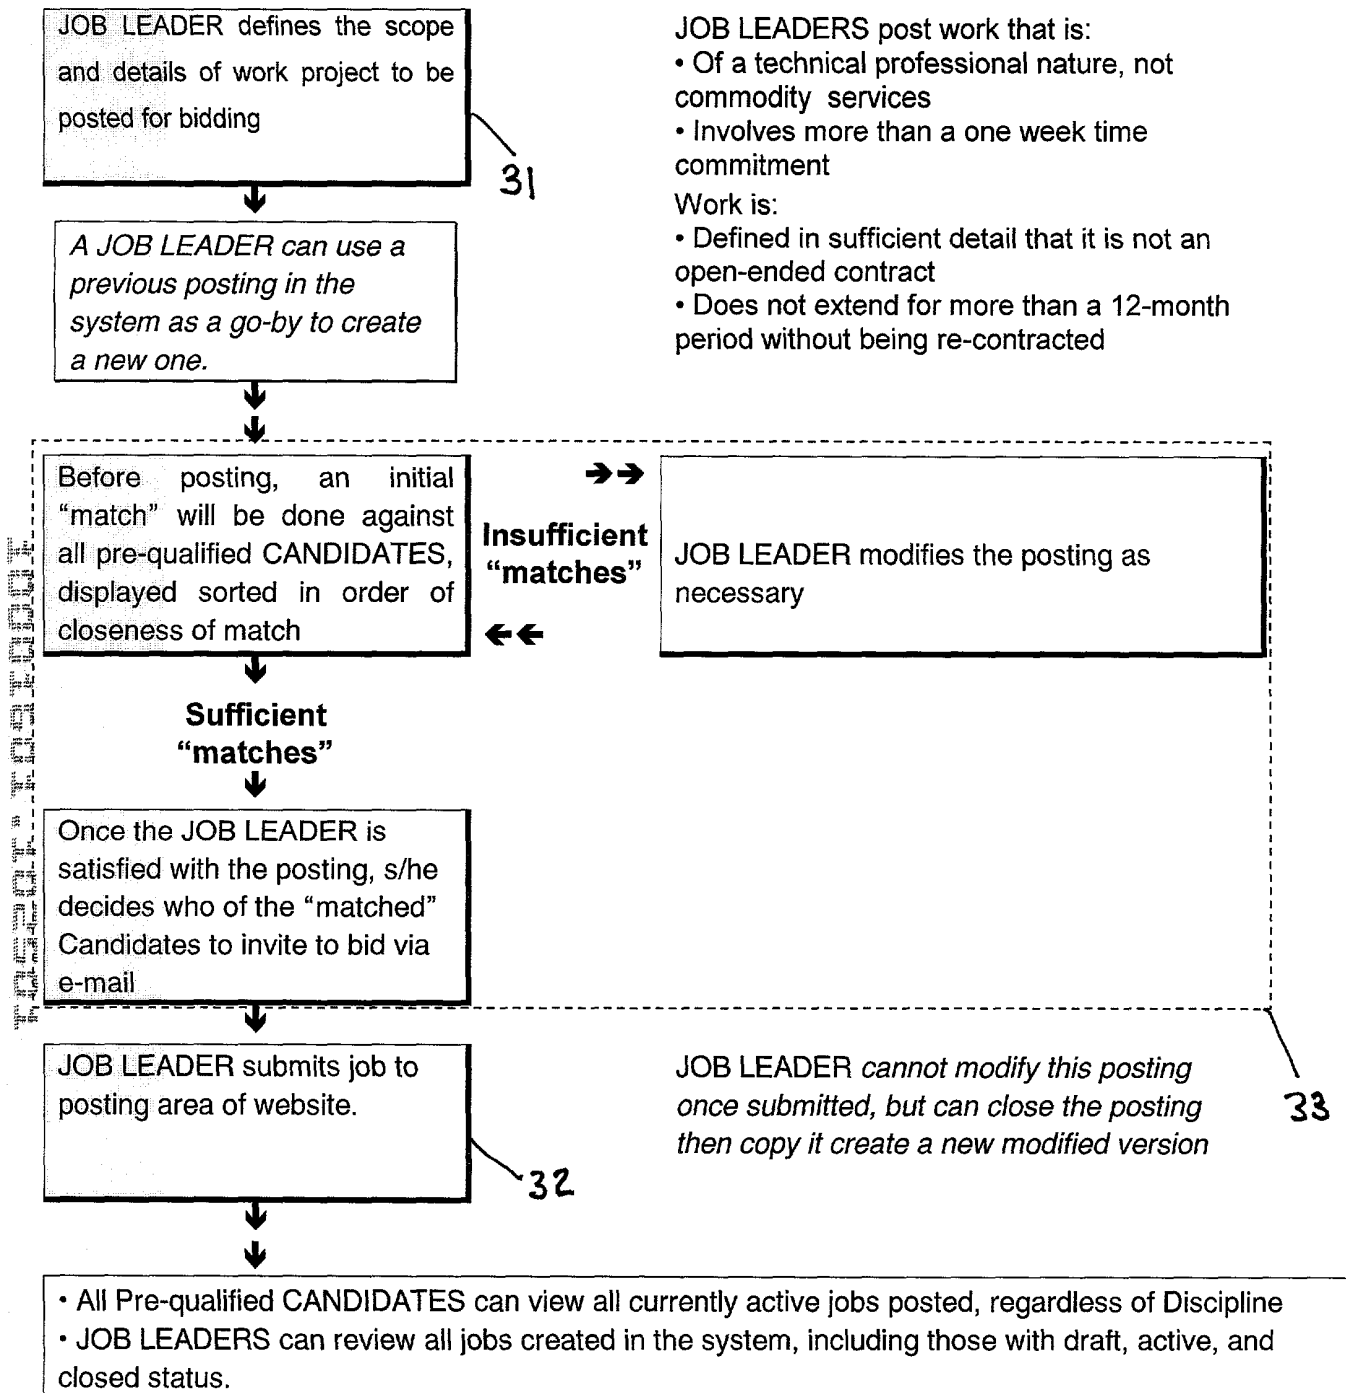 JOB LEADER defines the scope
and details of work project to be
posted for bidding
31
JOB LEADERS post work that is:
• Of a technical professional nature, not
commodity services
• Involves more than a one week time
commitment
Work is:
• Defined in sufficient detail that it is not an
open-ended contract
• Does not extend for more than a 12-month
period without being re-contracted
A JOB LEADER can use a
previous posting in the
system as a go-by to create
a new one.
Before posting, an initial
“match” will be done against
all pre-qualified CANDIDATES,
displayed sorted in order of
closeness of match
Insufficient
“matches”
JOB LEADER modifies the posting as
necessary
Sufficient
“matches”
Once the JOB LEADER is
satisfied with the posting, s/he
decides who of the “matched”
Candidates to invite to bid via
e-mail
33
JOB LEADER submits job to
posting area of website.
32
JOB LEADER cannot modify this posting
once submitted, but can close the posting
then copy it create a new modified version
• All Pre-qualified CANDIDATES can view all currently active jobs posted, regardless of Discipline
• JOB LEADERS can review all jobs created in the system, including those with draft, active, and
closed status.